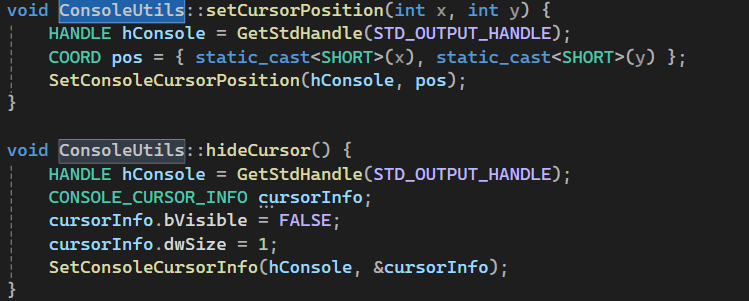 void ConsoleUtils::setCursorPosition(int x, int y) {
    HANDLE hConsole = GetStdHandle(STD_OUTPUT_HANDLE);
    COORD pos = { static_cast<SHORT>(x), static_cast<SHORT>(y) };
    SetConsoleCursorPosition(hConsole, pos);
}

void ConsoleUtils::hideCursor() {
    HANDLE hConsole = GetStdHandle(STD_OUTPUT_HANDLE);
    CONSOLE_CURSOR_INFO cursorInfo;
    cursorInfo.bVisible = FALSE;
    cursorInfo.dwSize = 1;
    SetConsoleCursorInfo(hConsole, &cursorInfo);
}